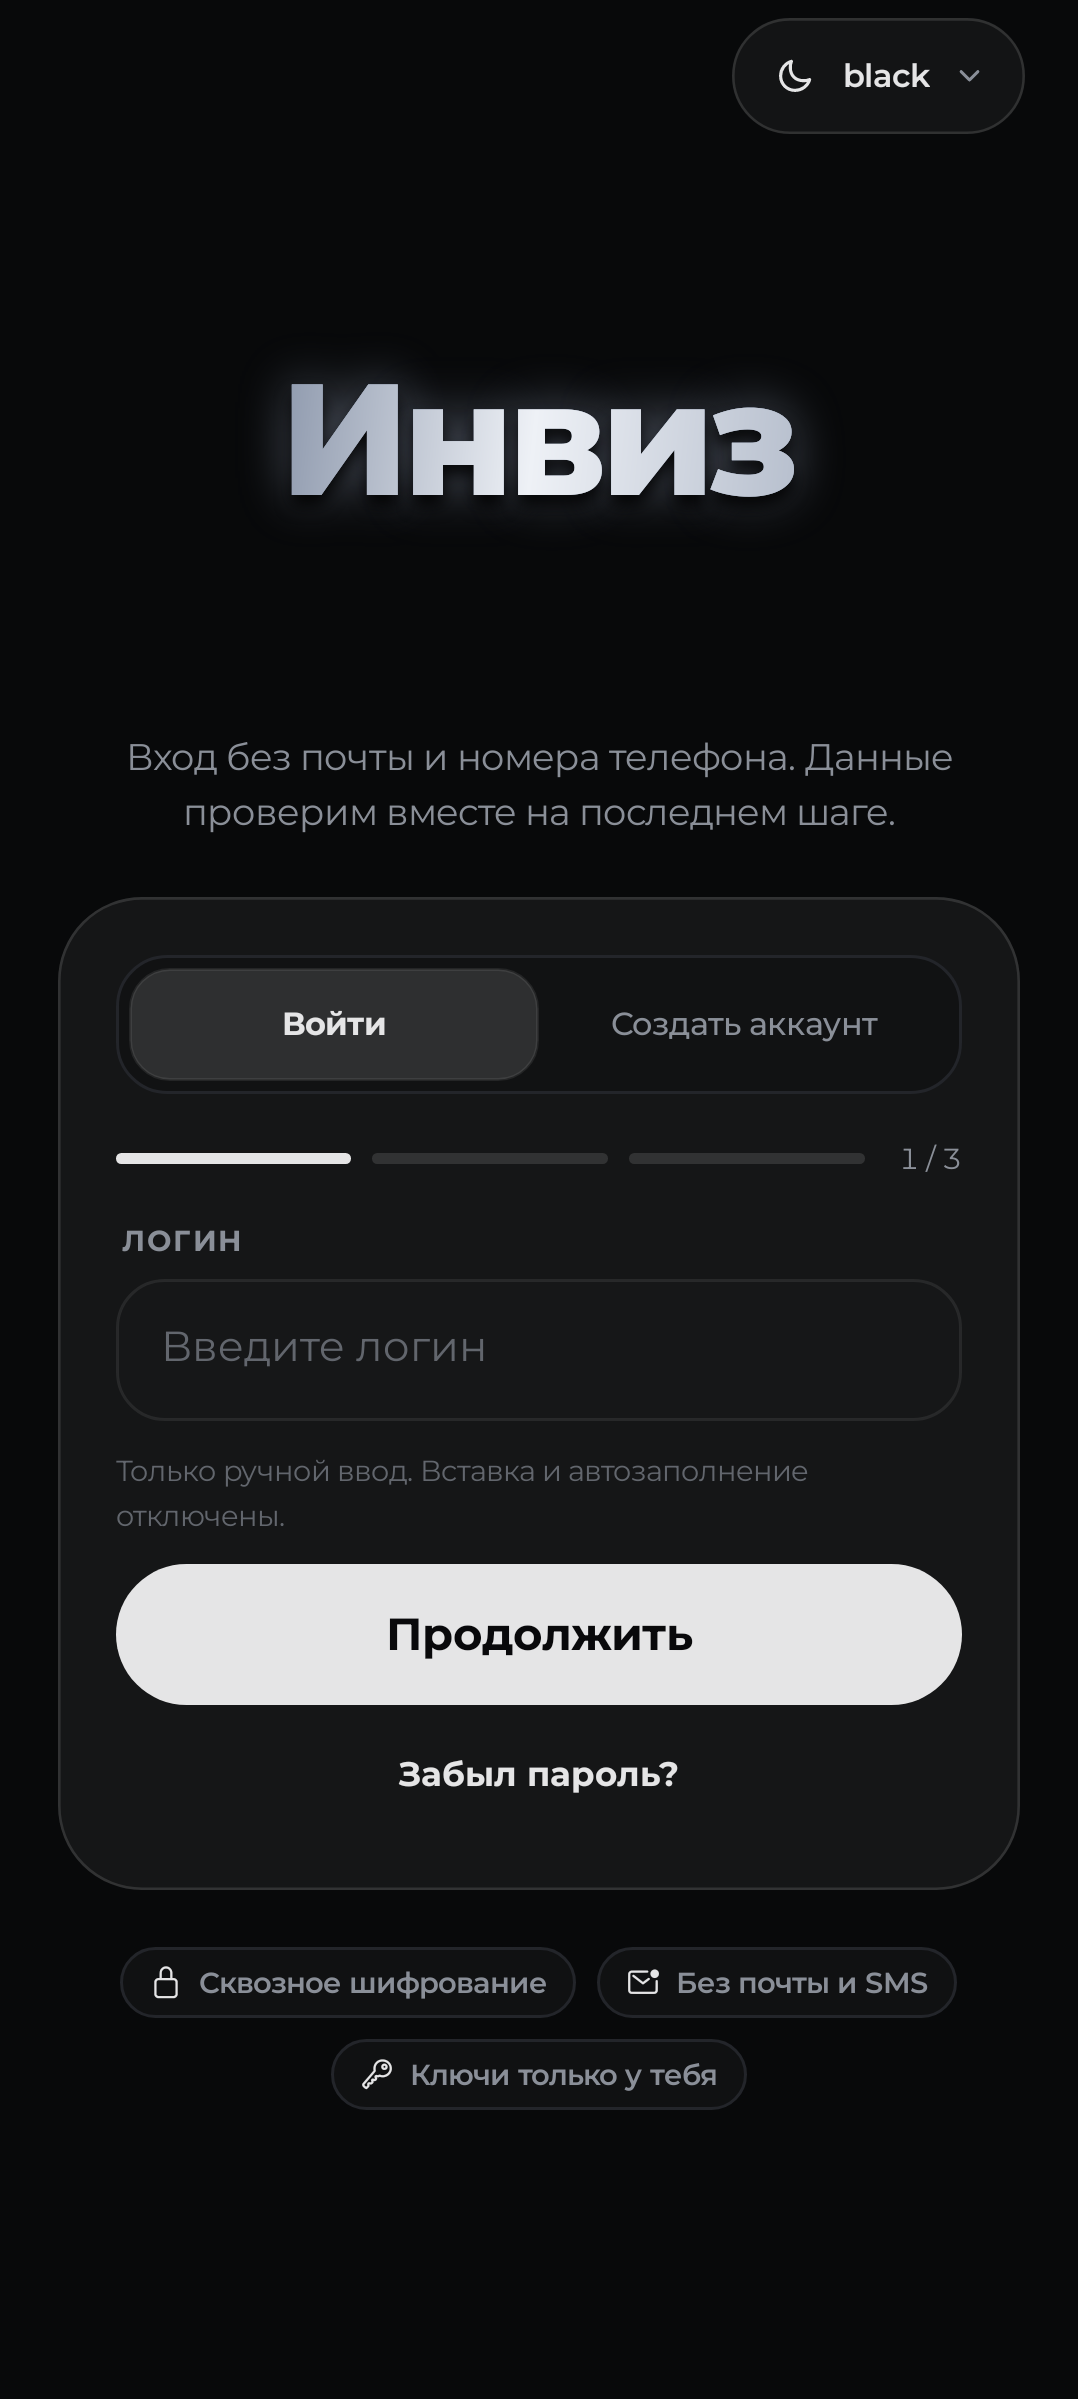 black
Инвиз
Вход без почты и номера телефона. Данные
проверим вместе на последнем шаге.
Войти
Создать аккаунт
1 / 3
логин
Введите логин
Только ручной ввод. Вставка и автозаполнение
отключены.
Продолжить
Забыл пароль?
Сквозное шифрование
Без почты и SMS
Ключи только у тебя